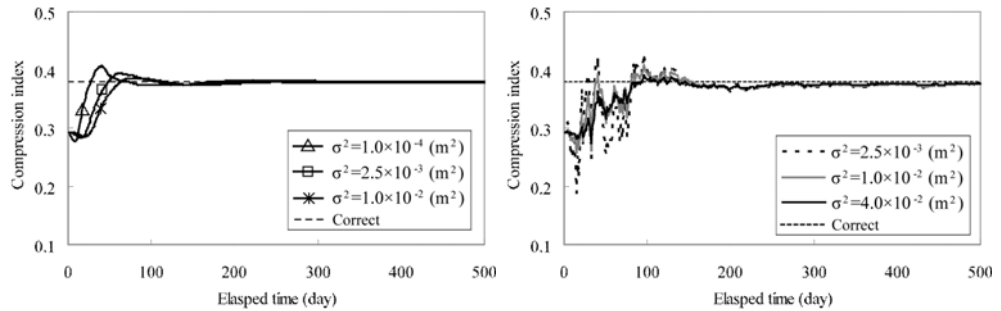 0.5
0.4
0.3
0.2
0.1
Compression index
0 100 200 300 400 500
Elasped time (day)
σ²=1.0×10⁻⁴ (m²)
σ²=2.5×10⁻³ (m²)
σ²=1.0×10⁻² (m²)
Correct
0.5
0.4
0.3
0.2
0.1
Compression index
0 100 200 300 400 500
Elasped time (day)
σ²=2.5×10⁻³ (m²)
σ²=1.0×10⁻² (m²)
σ²=4.0×10⁻² (m²)
Correct